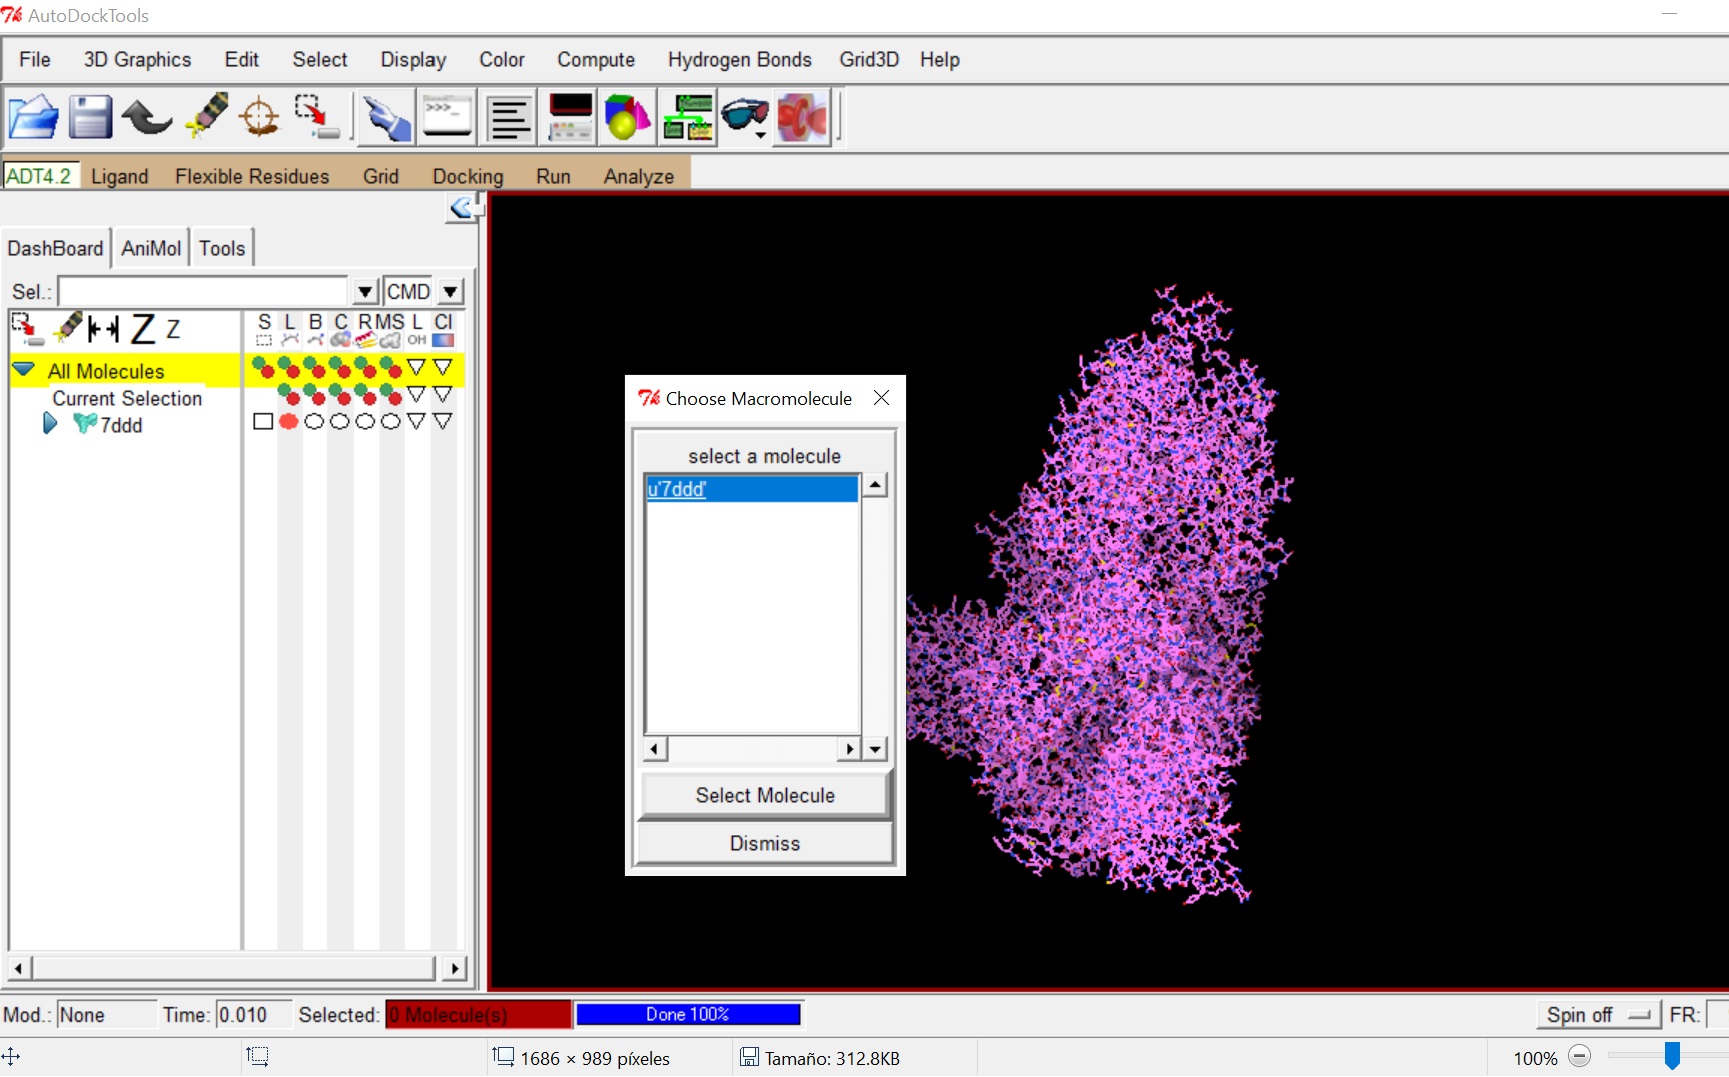 AutoDockTools
File 3D Graphics Edit Select Display Color Compute Hydrogen Bonds Grid3D Help
>>>_
ADT4.2 Ligand Flexible Residues Grid Docking Run Analyze
DashBoard AniMol Tools
Sel.: CMD
Z Z S L B C R MS L Cl
OH
All Molecules
Current Selection
7ddd
Choose Macromolecule
select a molecule
u'7ddd'
Select Molecule
Dismiss
Mod.: None Time: 0.010 Selected: 0 Molecule(s) Done 100% Spin off FR:
1686 × 989 píxeles Tamaño: 312.8KB 100%